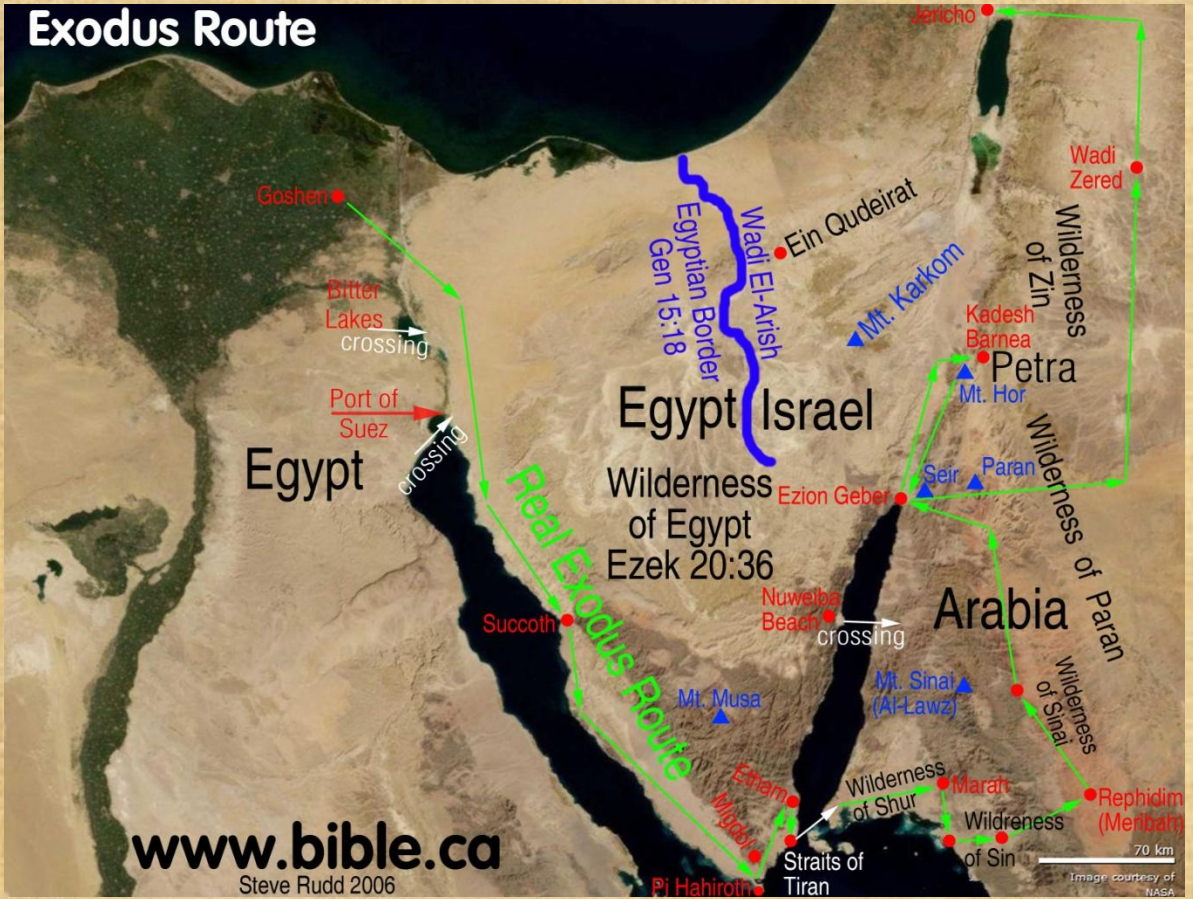 Exodus Route
Jericho
Goshen
Wadi
Zered
Wadi El-Arish
Egyptian Border
Gen 15:18
Ein Qudeirat
Wilderness
of Zin
Bitter
Lakes
crossing
Mt. Karkom
Kadesh
Barnea
Petra
Mt. Hor
Port of
Suez
crossing
Egypt
Egypt
Israel
Wilderness
of Egypt
Ezek 20:36
Ezion Geber
Seir
Paran
Wilderness of Paran
Real Exodus Route
Succoth
Nuweiba
Beach
crossing
Arabia
Mt. Musa
Mt. Sinai
(Al-Lawz)
Wilderness
of Sinai
Etham
Migdol
Pi Hahiroth
Straits of
Tiran
Wilderness
of Shur
Marah
Wildreness
of Sin
Rephidim
(Meribah)
70 km
Image courtesy of
NASA
www.bible.ca
Steve Rudd 2006